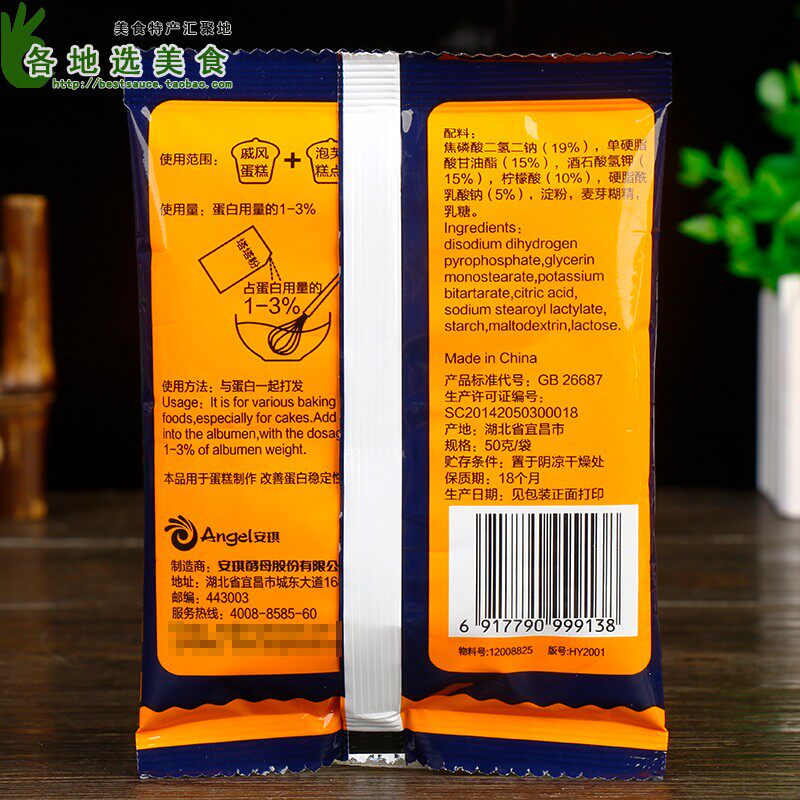 美食特产汇聚地
各地选美食
http://bestsauce.taobao.com
使用范围：
戚风
蛋糕
+
泡芙
糕点
使用量：蛋白用量的1-3%
塔塔粉
占蛋白用量的
1-3%
使用方法：与蛋白一起打发
Usage：It is for various baking
foods,especially for cakes.Add
into the albumen,with the dosag
1-3% of albumen weight.
本品用于蛋糕制作 改善蛋白稳定性
Angel安琪
制造商：安琪酵母股份有限公
地址：湖北省宜昌市城东大道16
邮编：443003
服务热线：4008-8585-60
配料：
焦磷酸二氢二钠（19%），单硬脂
酸甘油酯（15%），酒石酸氢钾（
15%），柠檬酸（10%），硬脂酰
乳酸钠（5%），淀粉，麦芽糊精，
乳糖。
Ingredients：
disodium dihydrogen
pyrophosphate,glycerin
monostearate,potassium
bitartarate,citric acid,
sodium stearoyl lactylate,
starch,maltodextrin,lactose.
Made in China
产品标准代号：GB 26687
生产许可证编号：
SC20142050300018
产地：湖北省宜昌市
规格：50克/袋
贮存条件：置于阴凉干燥处
保质期：18个月
生产日期：见包装正面打印
6 917790 999138
物料号:12008825 版号:HY2001